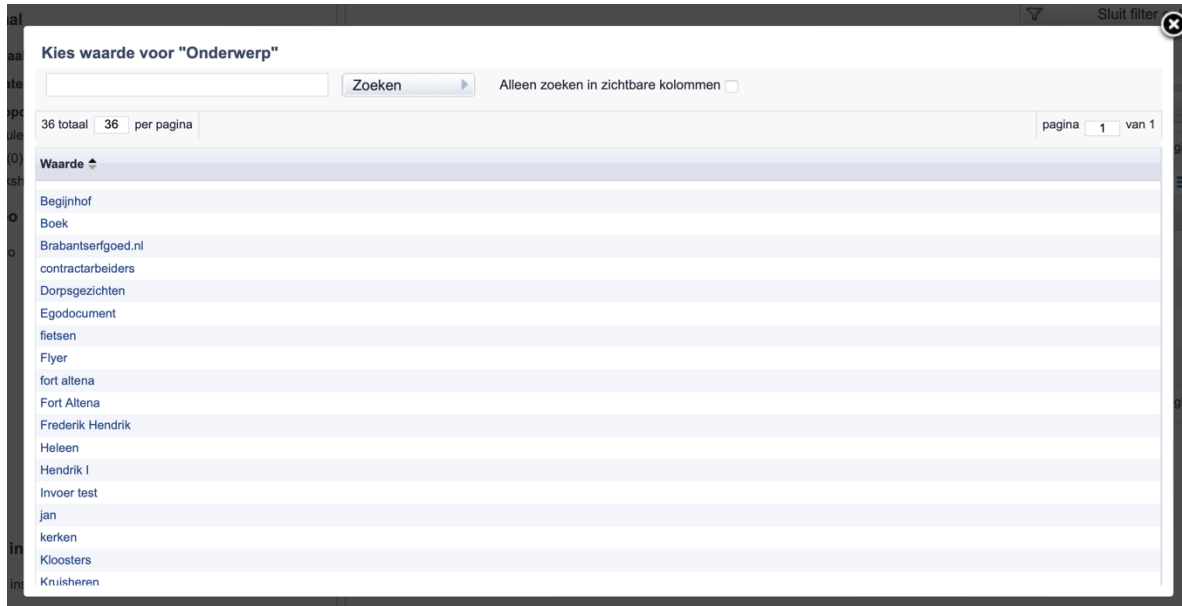 Sluit filter
Kies waarde voor "Onderwerp"
Zoeken
Alleen zoeken in zichtbare kolommen
36 totaal 36 per pagina
pagina 1 van 1
Waarde
Begijnhof
Boek
Brabantserfgoed.nl
contractarbeiders
Dorpsgezichten
Egodocument
fietsen
Flyer
fort altena
Fort Altena
Frederik Hendrik
Heleen
Hendrik I
Invoer test
jan
kerken
Kloosters
Kruisheren